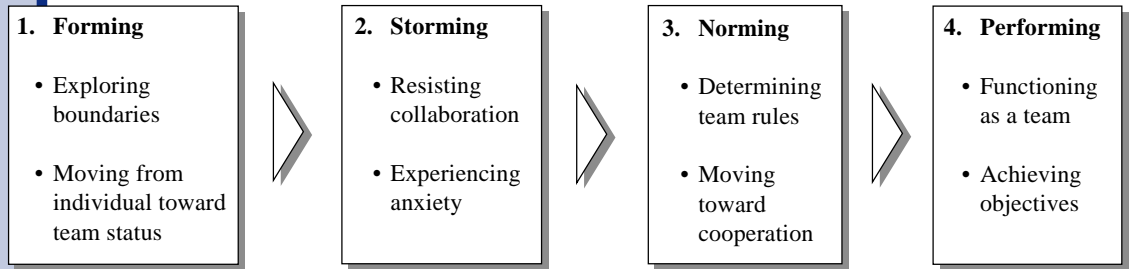 1. Forming
• Exploring
boundaries
• Moving from
individual toward
team status
2. Storming
• Resisting
collaboration
• Experiencing
anxiety
3. Norming
• Determining
team rules
• Moving
toward
cooperation
4. Performing
• Functioning
as a team
• Achieving
objectives